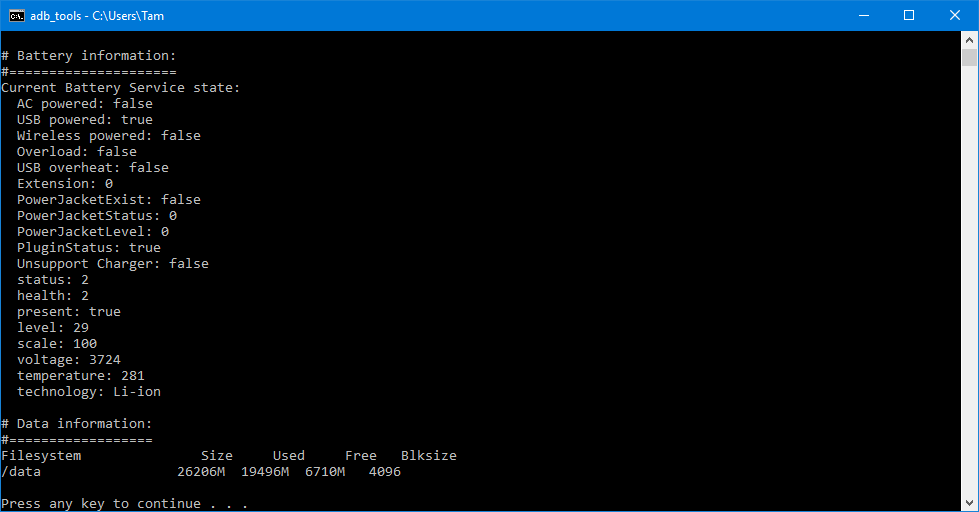 adb_tools - C:\Users\Tam
# Battery information:
#=====================
Current Battery Service state:
  AC powered: false
  USB powered: true
  Wireless powered: false
  Overload: false
  USB overheat: false
  Extension: 0
  PowerJacketExist: false
  PowerJacketStatus: 0
  PowerJacketLevel: 0
  PluginStatus: true
  Unsupport Charger: false
  status: 2
  health: 2
  present: true
  level: 29
  scale: 100
  voltage: 3724
  temperature: 281
  technology: Li-ion
# Data information:
#==================
Filesystem               Size     Used     Free   Blksize
/data                 26206M  19496M  6710M   4096
Press any key to continue . . .